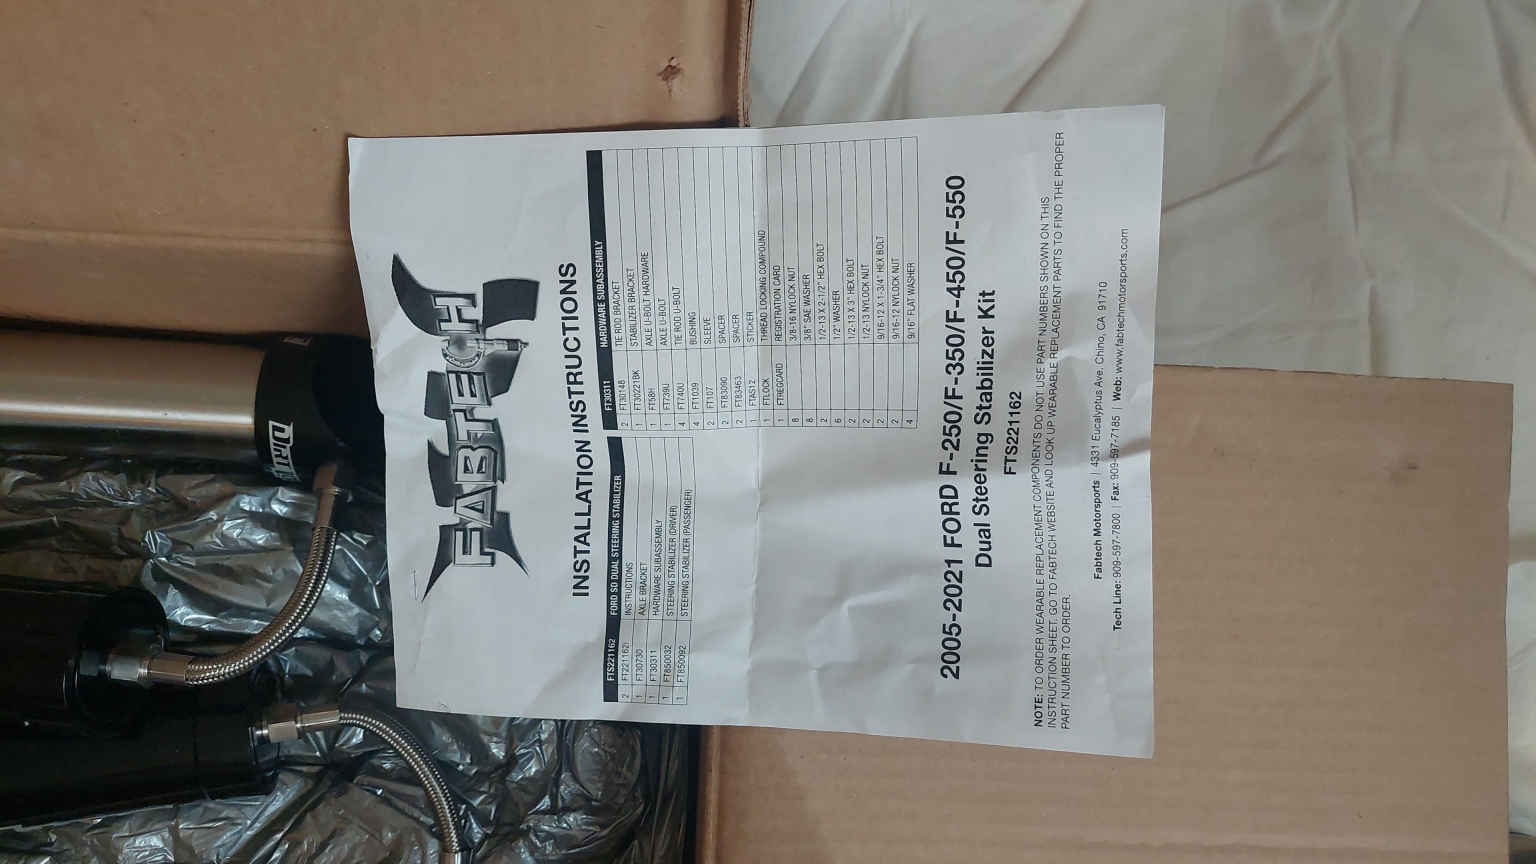 FABTECH
INSTALLATION INSTRUCTIONS
FTS221162 FORD SD DUAL STEERING STABILIZER
2 FT221162i INSTRUCTIONS
1 FT30730 AXLE BRACKET
1 FT30311 HARDWARE SUBASSEMBLY
1 FT850032 STEERING STABILIZER (DRIVER)
1 FT850092 STEERING STABILIZER (PASSENGER)
FT30311 HARDWARE SUBASSEMBLY
2 FT30148 TIE ROD BRACKET
1 FT30221BK STABILIZER BRACKET
1 FT58H AXLE U-BOLT HARDWARE
1 FT739U AXLE U-BOLT
4 FT740U TIE ROD U-BOLT
4 FT1039 BUSHING
2 FT107 SLEEVE
2 FT83090 SPACER
2 FT83463 SPACER
1 FTAS12 STICKER
1 FTLOCK THREAD LOCKING COMPOUND
1 FTREGCARD REGISTRATION CARD
8 3/8-16 NYLOCK NUT
8 3/8" SAE WASHER
2 1/2-13 X 2-1/2" HEX BOLT
6 1/2" WASHER
2 1/2-13 X 3" HEX BOLT
2 1/2-13 NYLOCK NUT
2 9/16-12 X 1-3/4" HEX BOLT
2 9/16-12 NYLOCK NUT
4 9/16" FLAT WASHER
2005-2021 FORD F-250/F-350/F-450/F-550
Dual Steering Stabilizer Kit
FTS221162
NOTE: TO ORDER WEARABLE REPLACEMENT COMPONENTS DO NOT USE PART NUMBERS SHOWN ON THIS
INSTRUCTION SHEET. GO TO FABTECH WEBSITE AND LOOK UP WEARABLE REPLACEMENT PARTS TO FIND THE PROPER
PART NUMBER TO ORDER.
Fabtech Motorsports | 4331 Eucalyptus Ave. Chino, CA 91710
Tech Line: 909-597-7800 | Fax: 909-597-7185 | Web: www.fabtechmotorsports.com